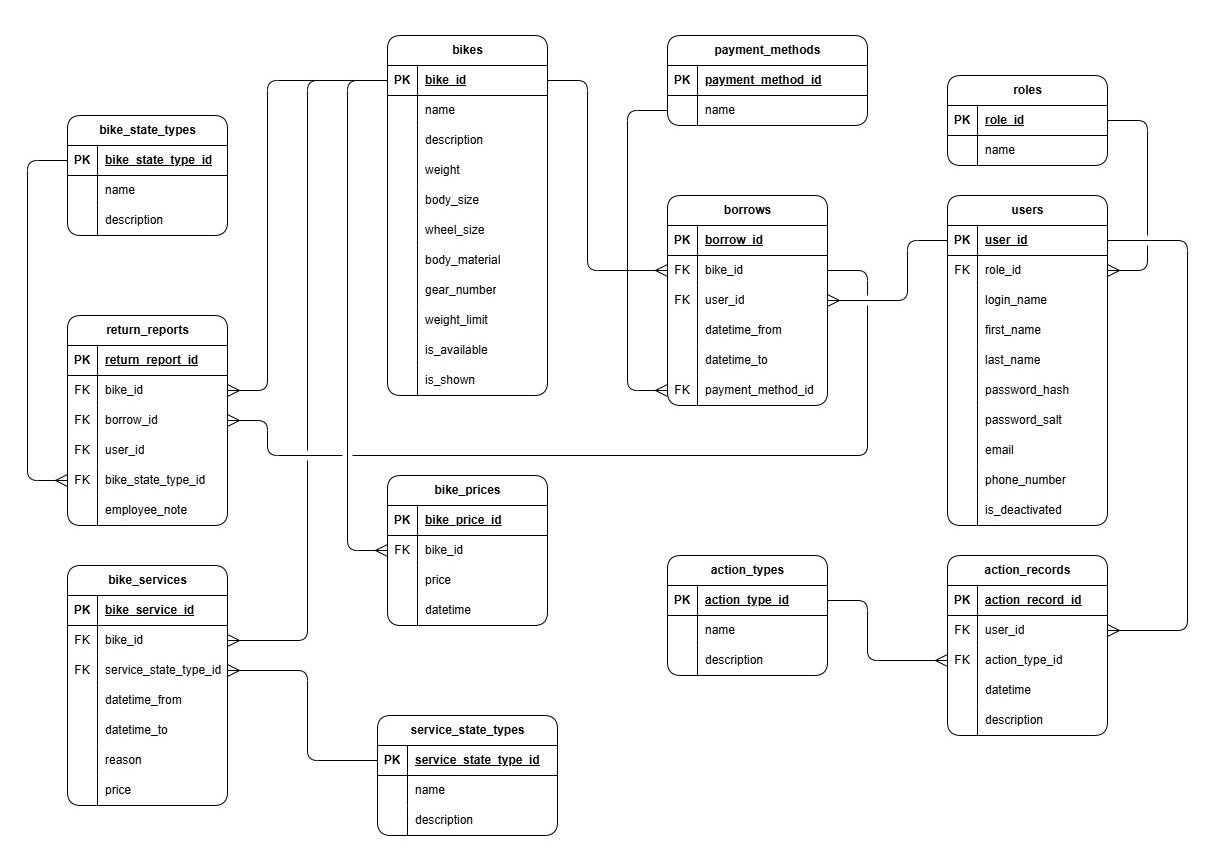 bikes
PK bike_id
name
description
weight
body_size
wheel_size
body_material
gear_number
weight_limit
is_available
is_shown
payment_methods
PK payment_method_id
name
roles
PK role_id
name
bike_state_types
PK bike_state_type_id
name
description
borrows
PK borrow_id
FK bike_id
FK user_id
datetime_from
datetime_to
FK payment_method_id
users
PK user_id
FK role_id
login_name
first_name
last_name
password_hash
password_salt
email
phone_number
is_deactivated
return_reports
PK return_report_id
FK bike_id
FK borrow_id
FK user_id
FK bike_state_type_id
employee_note
bike_prices
PK bike_price_id
FK bike_id
price
datetime
bike_services
PK bike_service_id
FK bike_id
FK service_state_type_id
datetime_from
datetime_to
reason
price
action_types
PK action_type_id
name
description
action_records
PK action_record_id
FK user_id
FK action_type_id
datetime
description
service_state_types
PK service_state_type_id
name
description